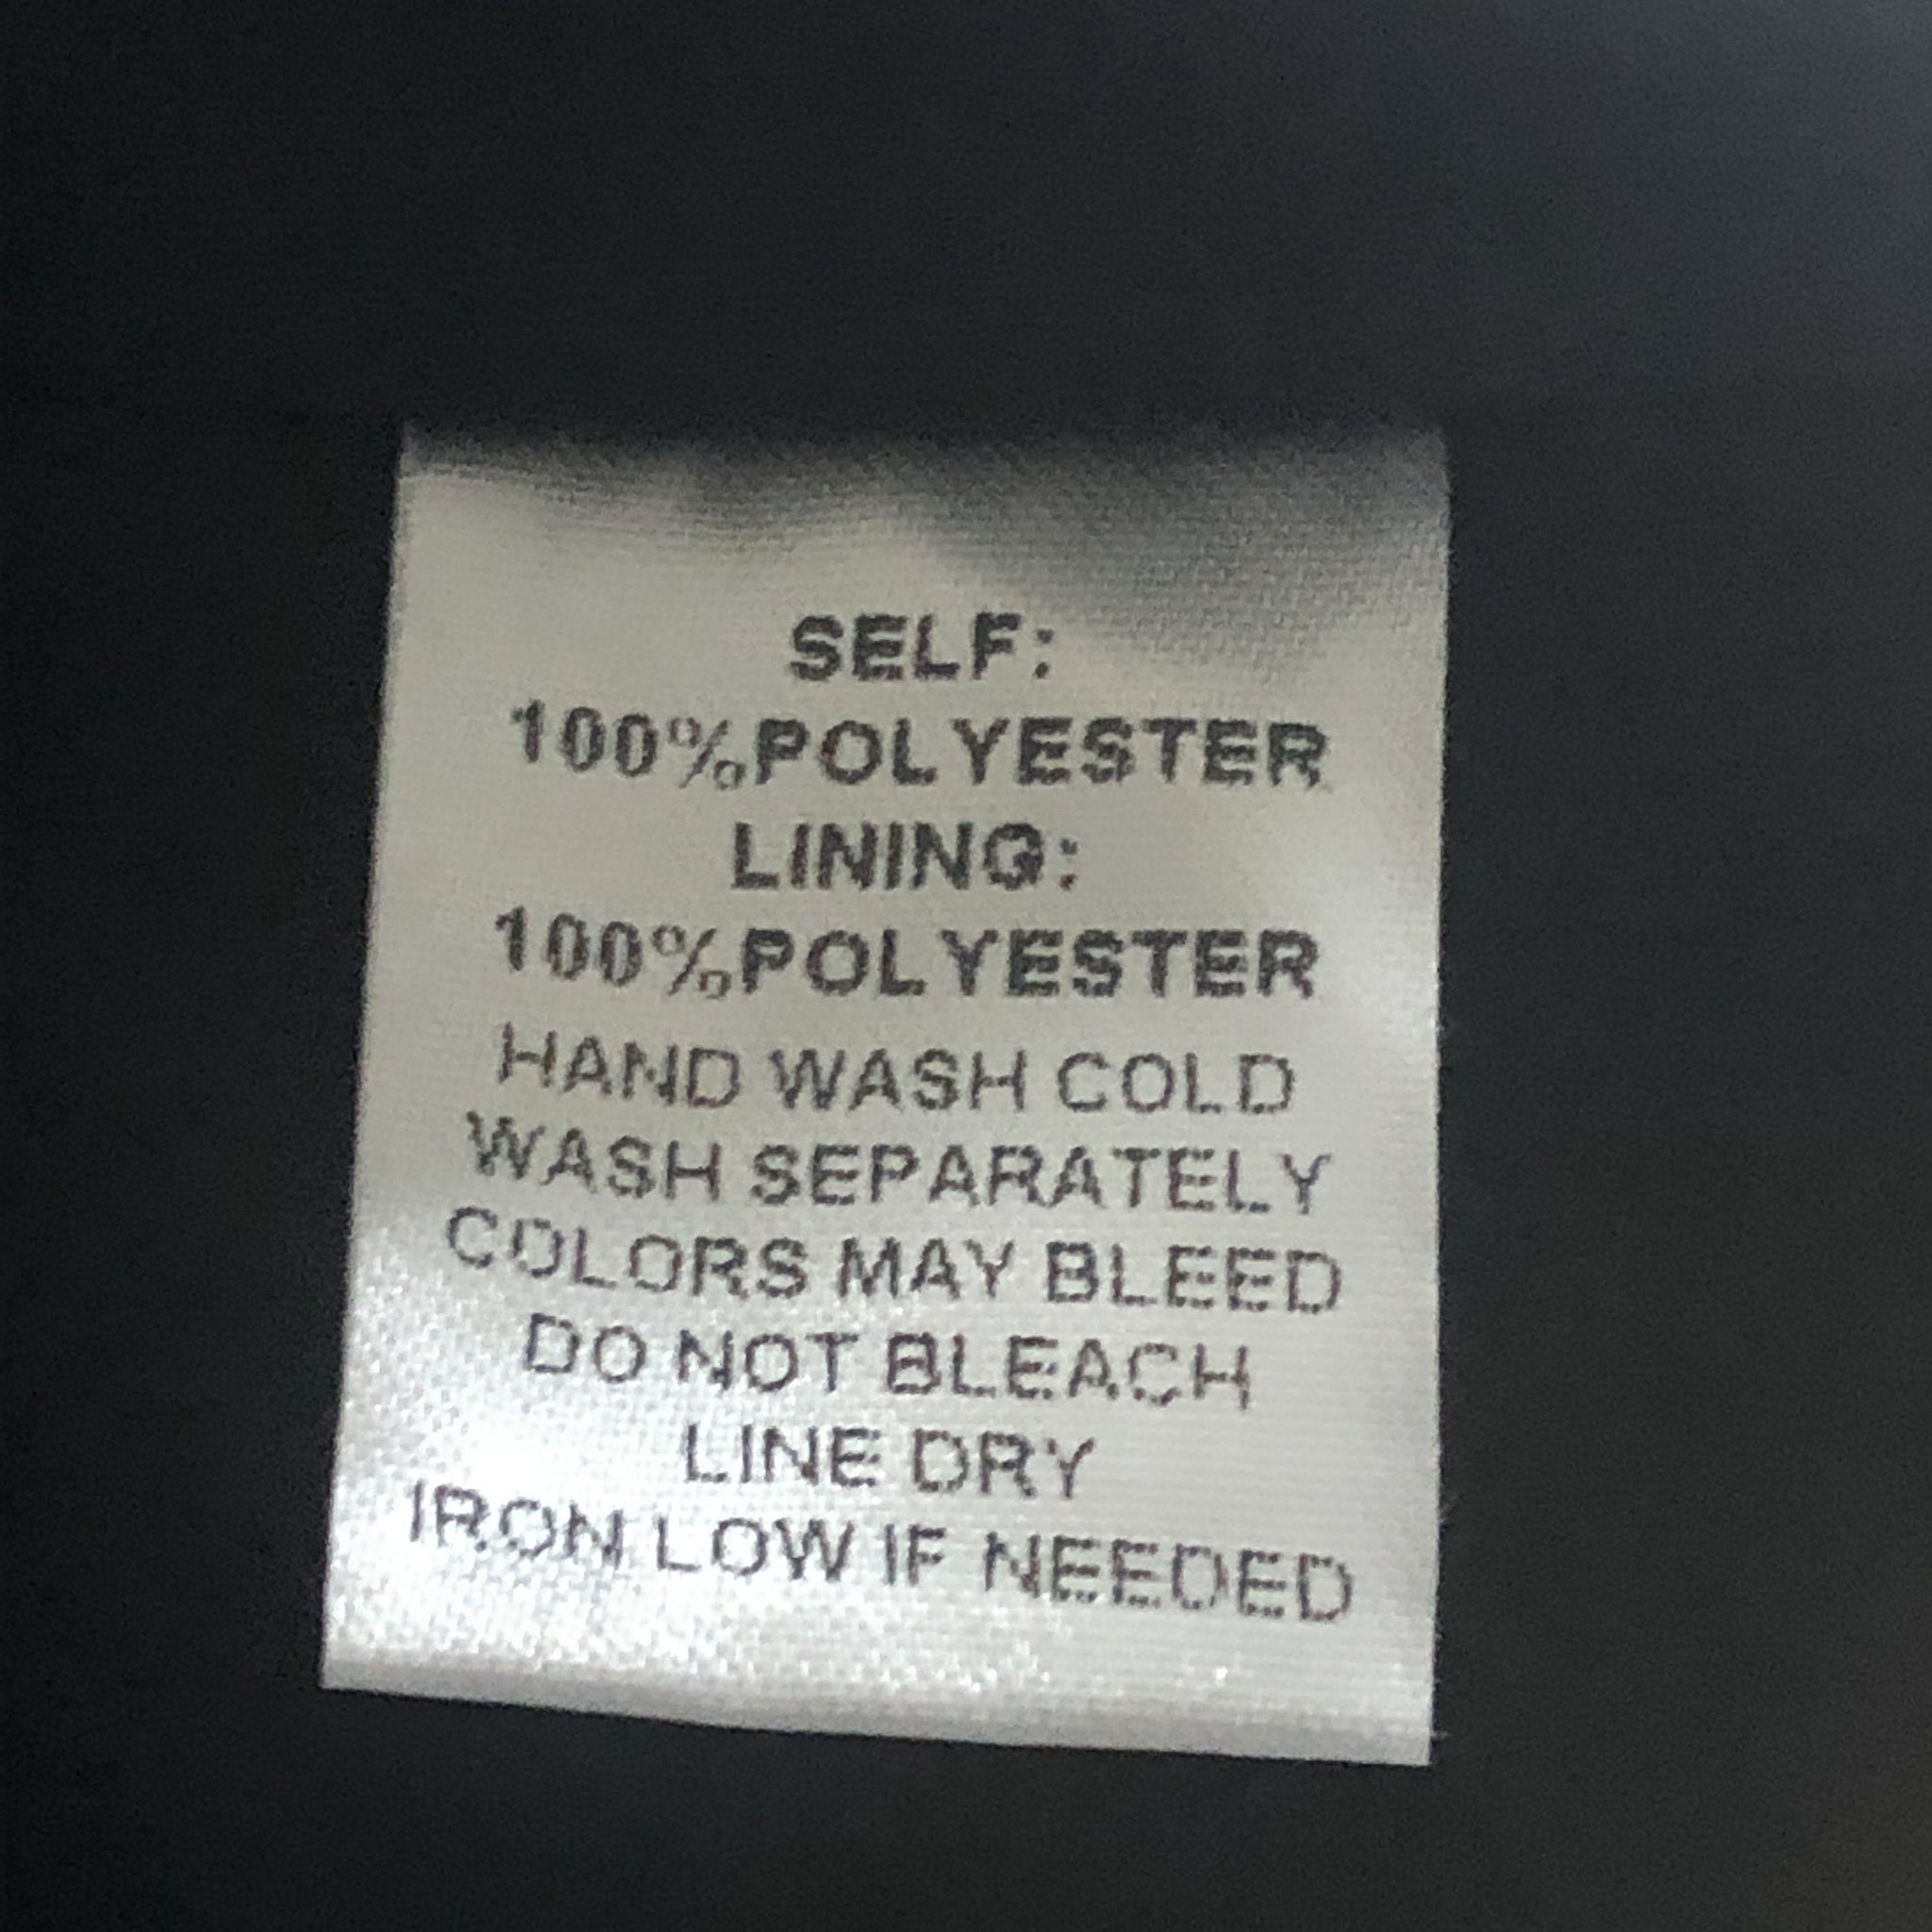 SELF:
100%POLYESTER
LINING:
100%POLYESTER
HAND WASH COLD
WASH SEPARATELY
COLORS MAY BLEED
DO NOT BLEACH
LINE DRY
IRON LOW IF NEEDED